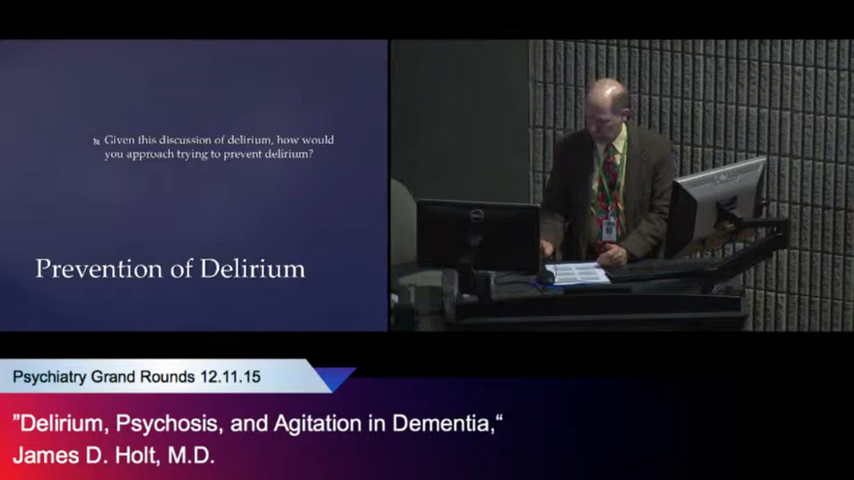 Given this discussion of delirium, how would
you approach trying to prevent delirium?
Prevention of Delirium
Psychiatry Grand Rounds 12.11.15
”Delirium, Psychosis, and Agitation in Dementia,“
James D. Holt, M.D.